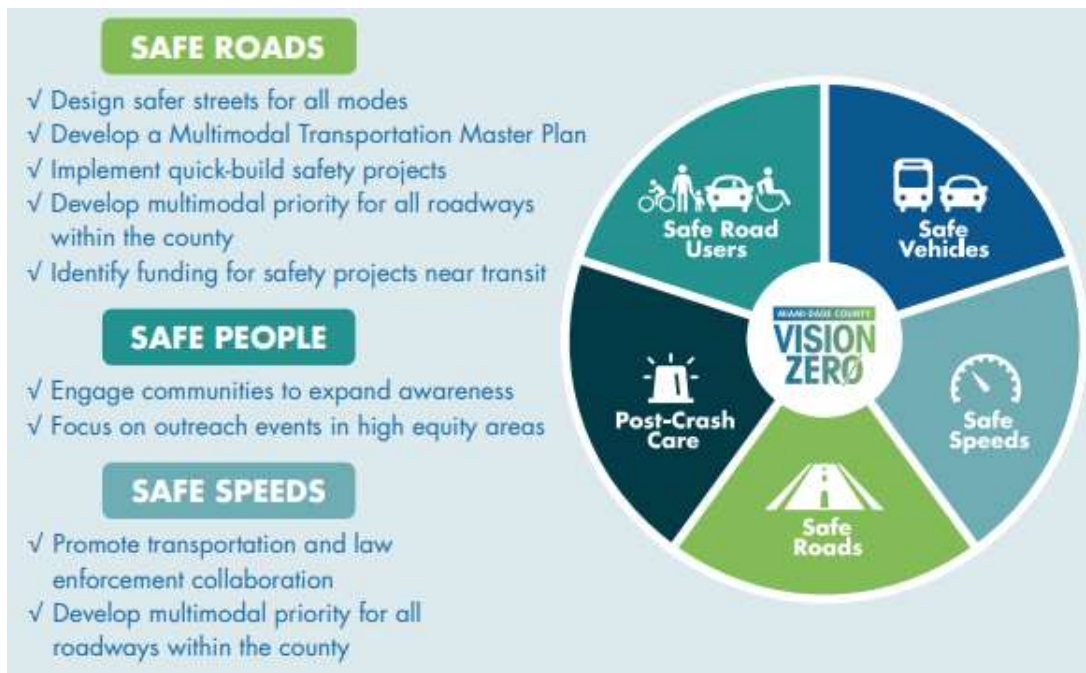 SAFE ROADS
√ Design safer streets for all modes
√ Develop a Multimodal Transportation Master Plan
√ Implement quick-build safety projects
√ Develop multimodal priority for all roadways
within the county
√ Identify funding for safety projects near transit
SAFE PEOPLE
√ Engage communities to expand awareness
√ Focus on outreach events in high equity areas
SAFE SPEEDS
√ Promote transportation and law
enforcement collaboration
√ Develop multimodal priority for all
roadways within the county
Safe Road
Users
Safe
Vehicles
MIAMI-DADE COUNTY
VISION
ZERO
Post-Crash
Care
Safe
Speeds
Safe
Roads